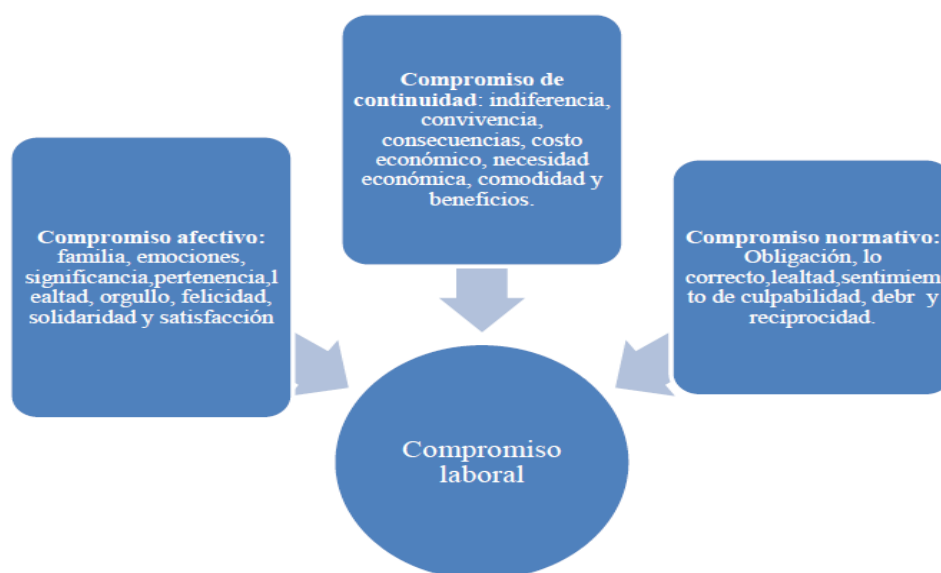 Compromiso afectivo:
familia, emociones,
significancia,pertenencia,l
ealtad, orgullo, felicidad,
solidaridad y satisfacción
Compromiso de
continuidad: indiferencia,
convivencia,
consecuencias, costo
económico, necesidad
económica, comodidad y
beneficios.
Compromiso normativo:
Obligación, lo
correcto,lealtad,sentimiem
to de culpabilidad, debr y
reciprocidad.
Compromiso
laboral